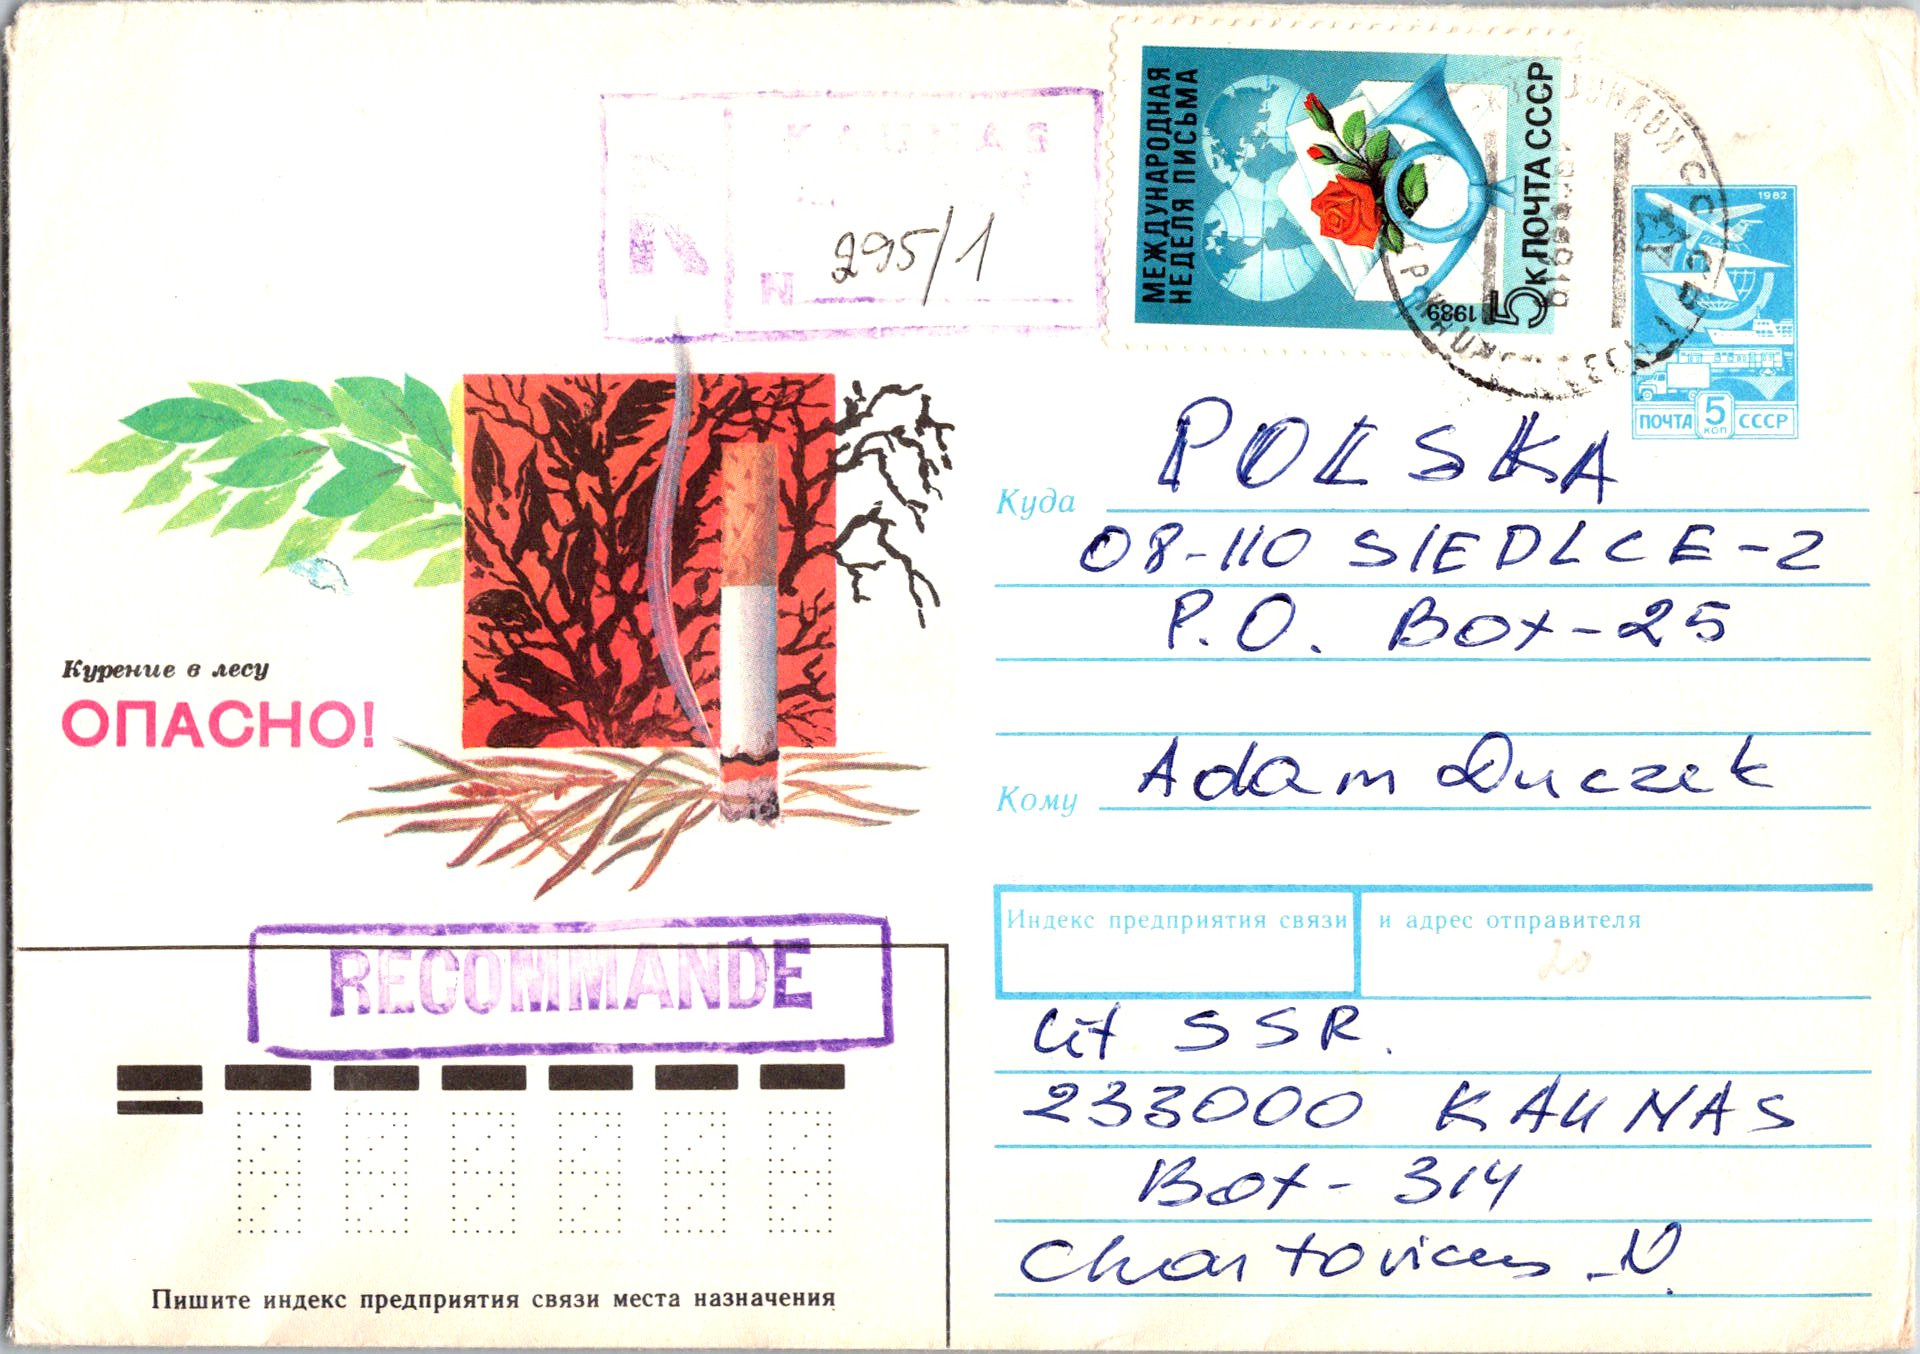 295/1
МЕЖДУНАРОДНАЯ
НЕДЕЛЯ ПИСЬМА
1989
5К ПОЧТА СССР
1982
ПОЧТА 5 КОП СССР
POLSKA
Куда
08-110 SIEDLCE-2
P.O. Box-25
Курение в лесу
ОПАСНО!
Кому Adam Duczek
Индекс предприятия связи и адрес отправителя
20
RECOMMANDE
Lit SSR.
233000 KAUNAS
Box-314
Пишите индекс предприятия связи места назначения